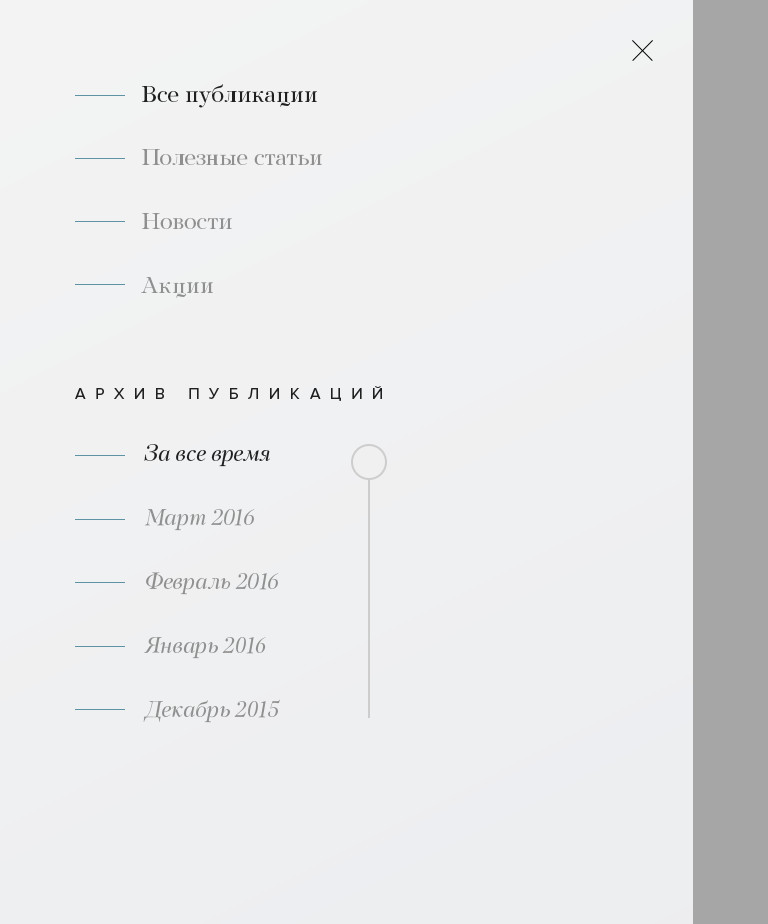 Все публикации
Полезные статьи
Новости
Акции
АРХИВ ПУБЛИКАЦИЙ
За все время
Март 2016
Февраль 2016
Январь 2016
Декабрь 2015